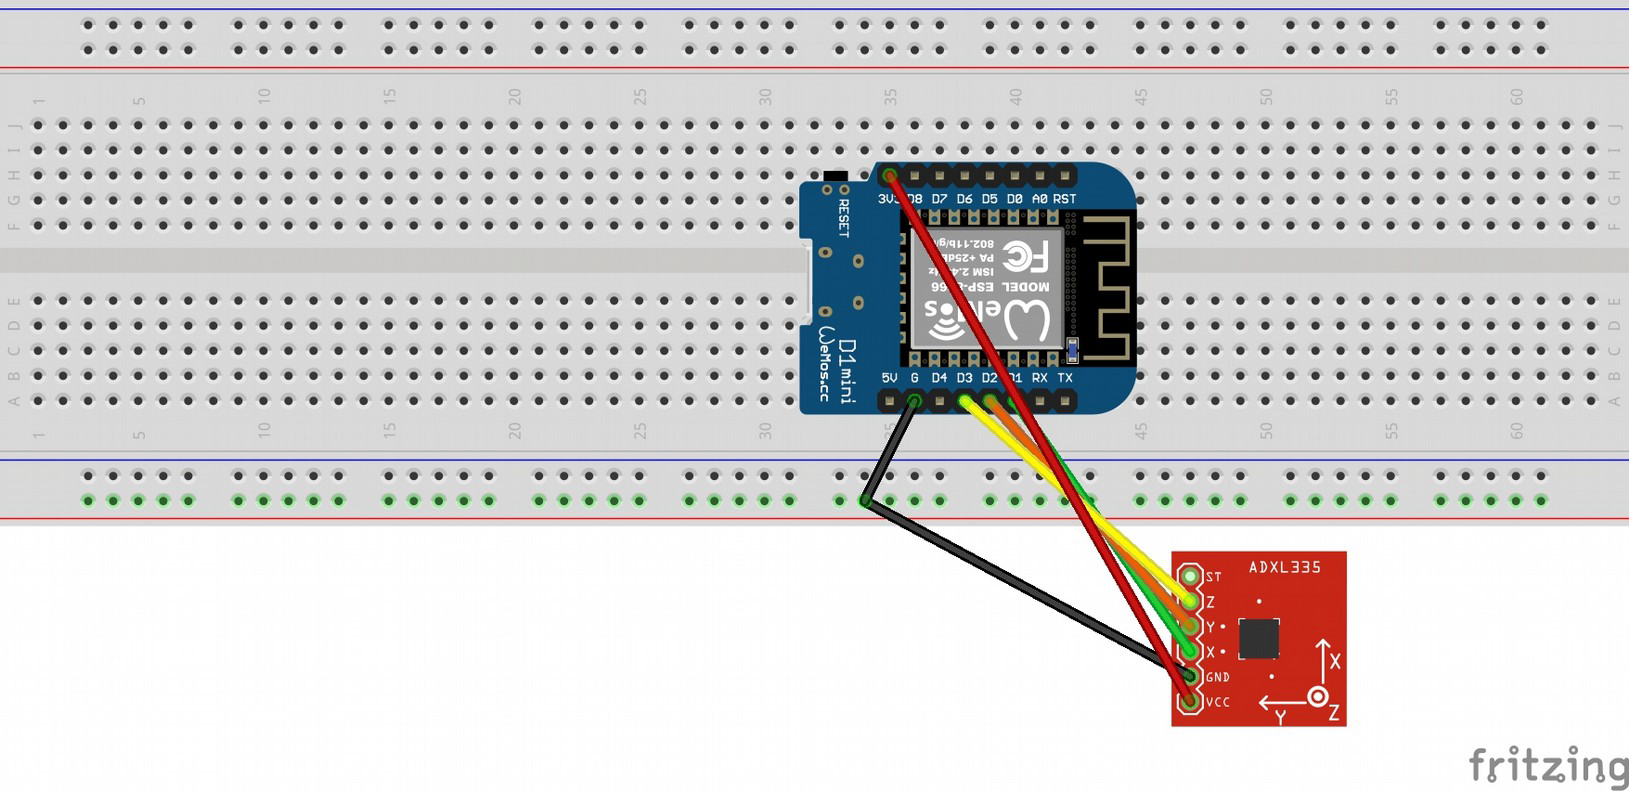 1 5 10 15 20 25 30 35 40 45 50 55 60
J J
I I
H H
G G
F F
3V3 D8 D7 D6 D5 D0 A0 RST
RESET
802.11b/g/n
PA +25dBm
ISM 2.4GHz
MODEL ESP-8266
FC
WeMos
E E
D D
C C
B B
A A
D1 mini
WeMos.cc
5V G D4 D3 D2 D1 RX TX
1 5 10 15 20 25 30 35 45 50 55 60
ADXL335
ST
Z
Y
X
GND
VCC
X
Y
Z
fritzing